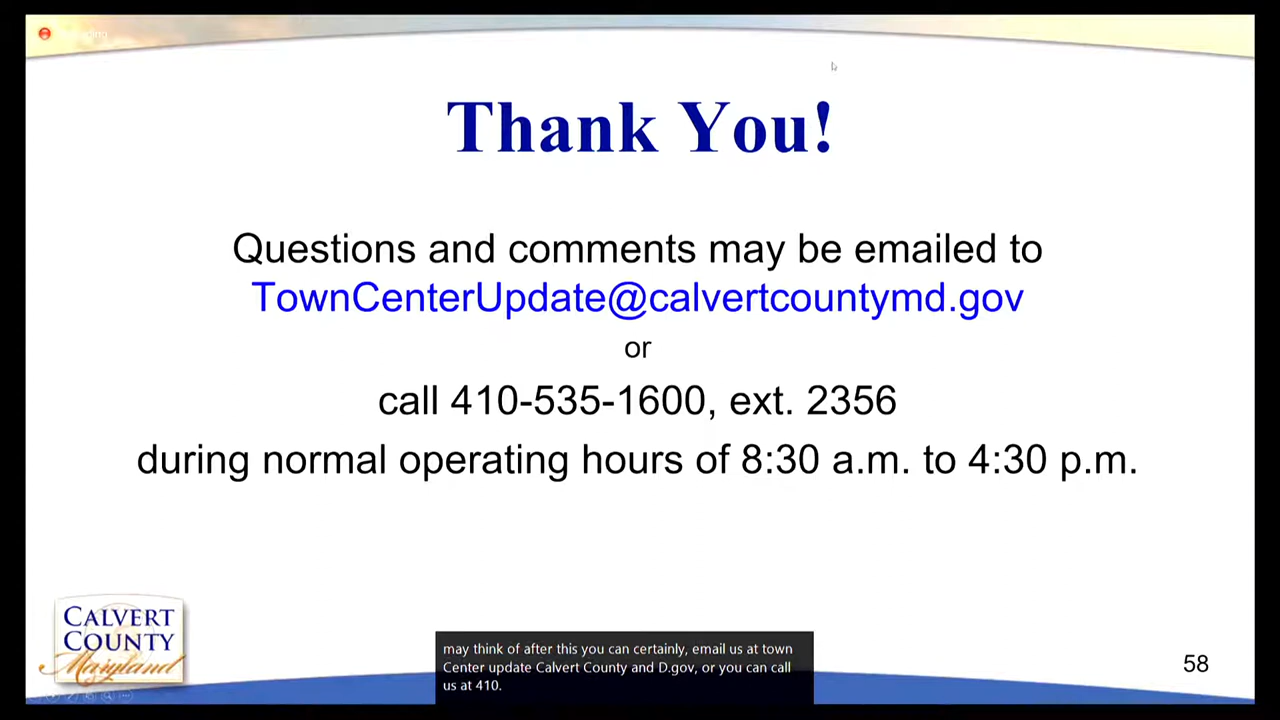 Thank You!
Questions and comments may be emailed to
TownCenterUpdate@calvertcountymd.gov
or
call 410-535-1600, ext. 2356
during normal operating hours of 8:30 a.m. to 4:30 p.m.
CALVERT
COUNTY
Maryland
may think of after this you can certainly, email us at town
Center update Calvert County and D.gov, or you can call
us at 410.
58